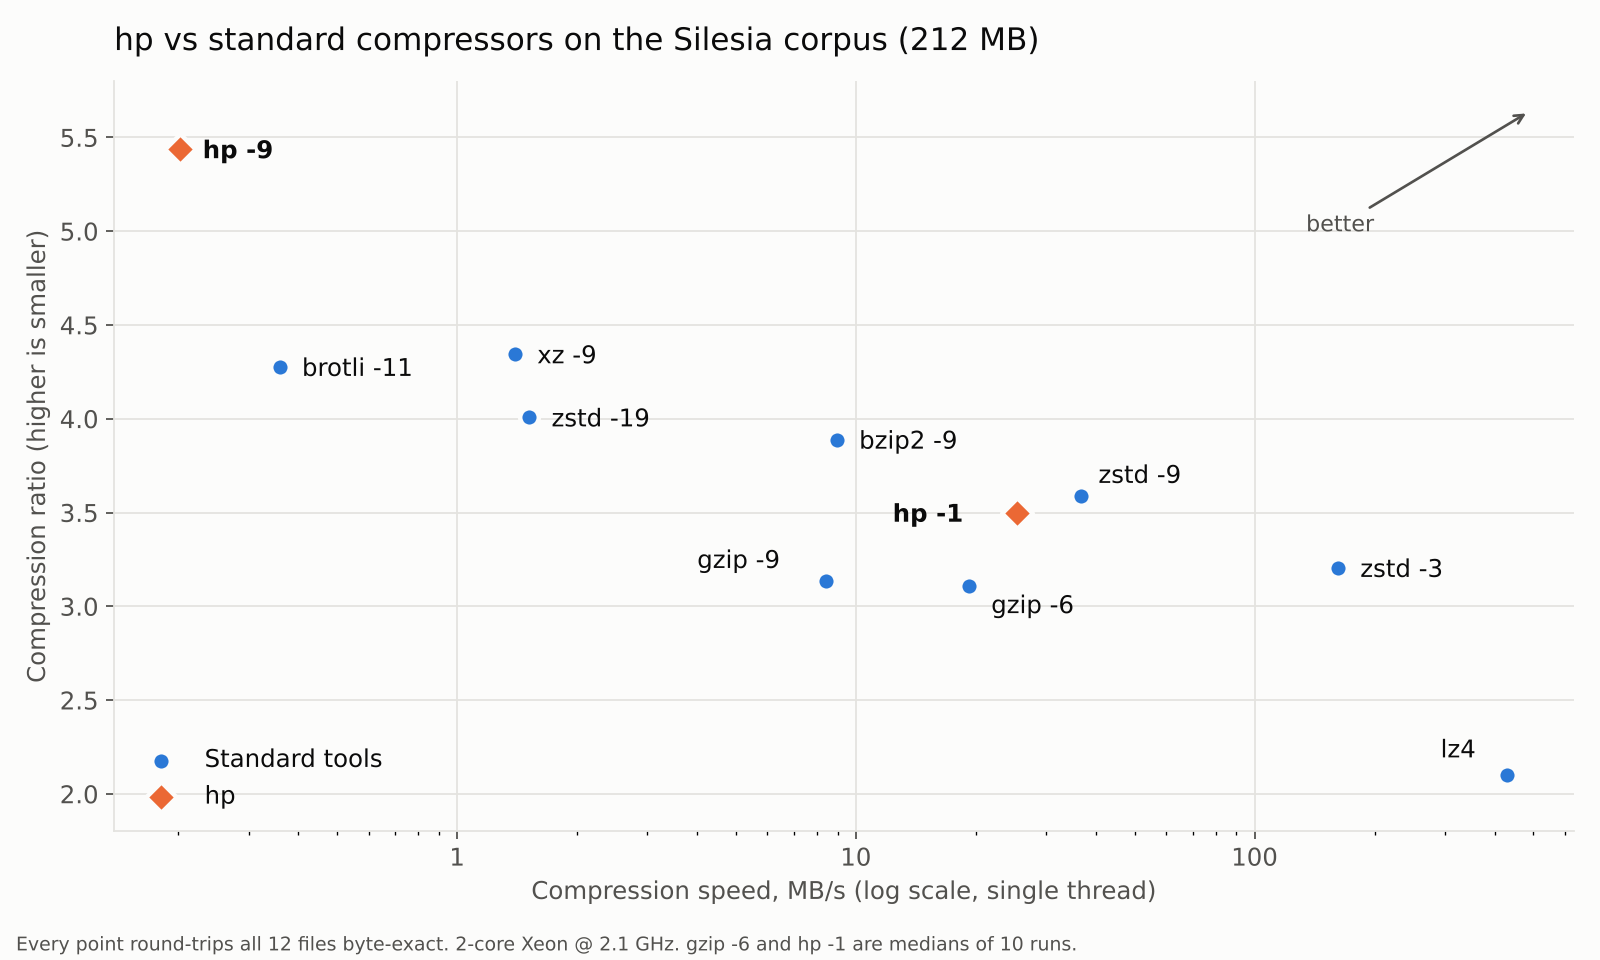 hp vs standard compressors on the Silesia corpus (212 MB)
Compression ratio (higher is smaller)
5.5
5.0
4.5
4.0
3.5
3.0
2.5
2.0
hp -9
better
brotli -11
xz -9
zstd -19
bzip2 -9
zstd -9
hp -1
gzip -9
gzip -6
zstd -3
lz4
Standard tools
hp
1
10
100
Compression speed, MB/s (log scale, single thread)
Every point round-trips all 12 files byte-exact. 2-core Xeon @ 2.1 GHz. gzip -6 and hp -1 are medians of 10 runs.